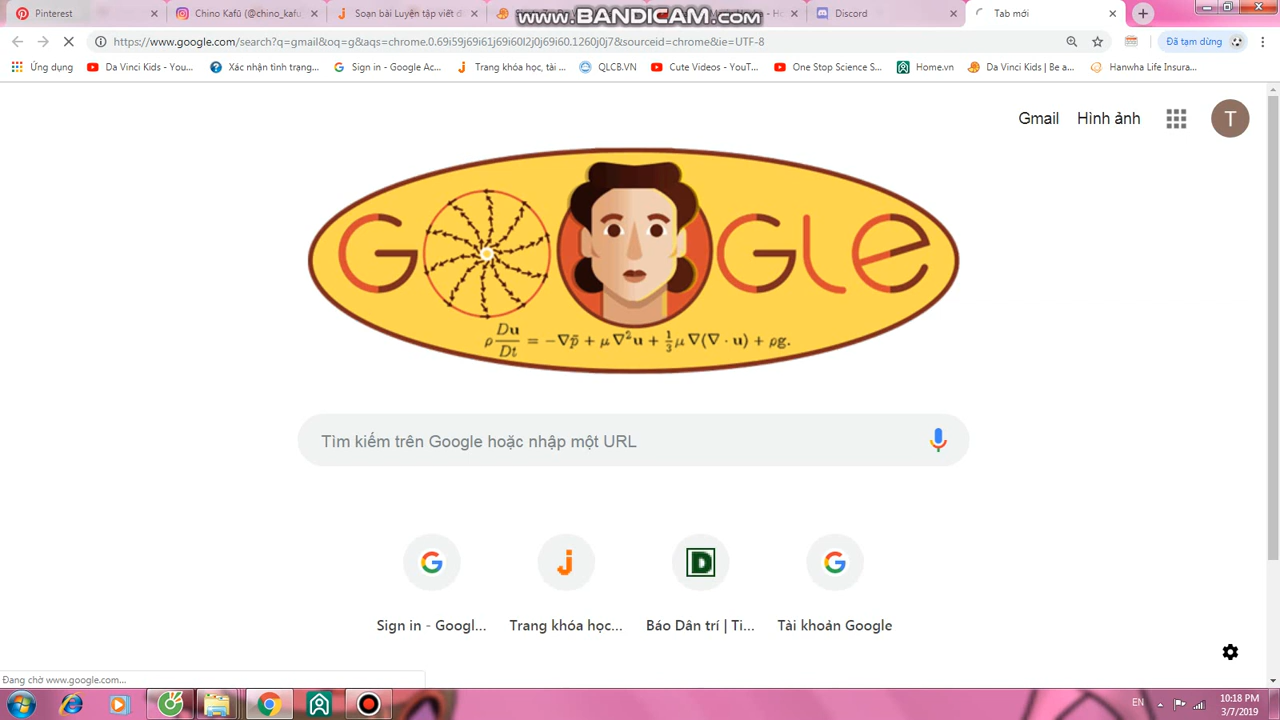 Pinterest
Chino Kafū (@chino_kafu
Soạn bài luyện tập viết đ
Discord
Tab mới
www.BANDICAM.com
https://www.google.com/search?q=gmail&oq=g&aqs=chrome.0.69i59j69i61j69i60l2j0j69i60.1260j0j7&sourceid=chrome&ie=UTF-8
Đã tạm dừng
Ứng dụng
Da Vinci Kids - You...
Xác nhận tình trạng...
Sign in - Google Ac...
Trang khóa học, tài ...
QLCB.VN
Cute Videos - YouT...
One Stop Science S...
Home.vn
Da Vinci Kids | Be a...
Hanwha Life Insura...
Gmail
Hình ảnh
T
G G L e
ρ Du/Dt = -∇p̄ + μ∇²u + ⅓μ∇(∇ · u) + ρg.
Tìm kiếm trên Google hoặc nhập một URL
Sign in - Googl...
Trang khóa học...
Báo Dân trí | Ti...
Tài khoản Google
Đang chờ www.google.com...
EN
10:18 PM
3/7/2019